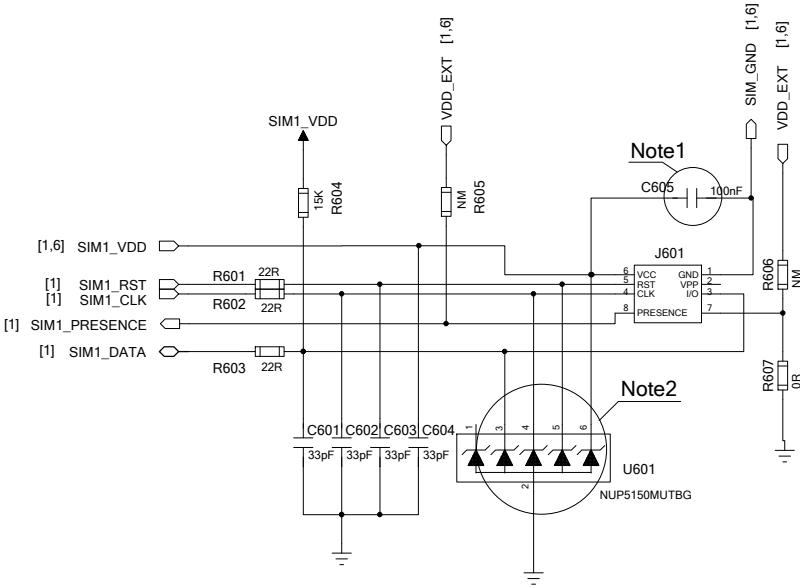 VDD_EXT [1,6]
SIM_GND [1,6]
VDD_EXT [1,6]
SIM1_VDD
Note1
C605
100nF
15K
R604
NM
R605
[1,6] SIM1_VDD
J601
6 VCC GND 1
5 RST VPP 2
4 CLK I/O 3
8 PRESENCE 7
R606
NM
[1] SIM1_RST
R601 22R
[1] SIM1_CLK
R602 22R
[1] SIM1_PRESENCE
[1] SIM1_DATA
R603 22R
R607
0R
Note2
C601 C602 C603 C604
33pF 33pF 33pF 33pF
1 3 4 5 6
2
U601
NUP5150MUTBG